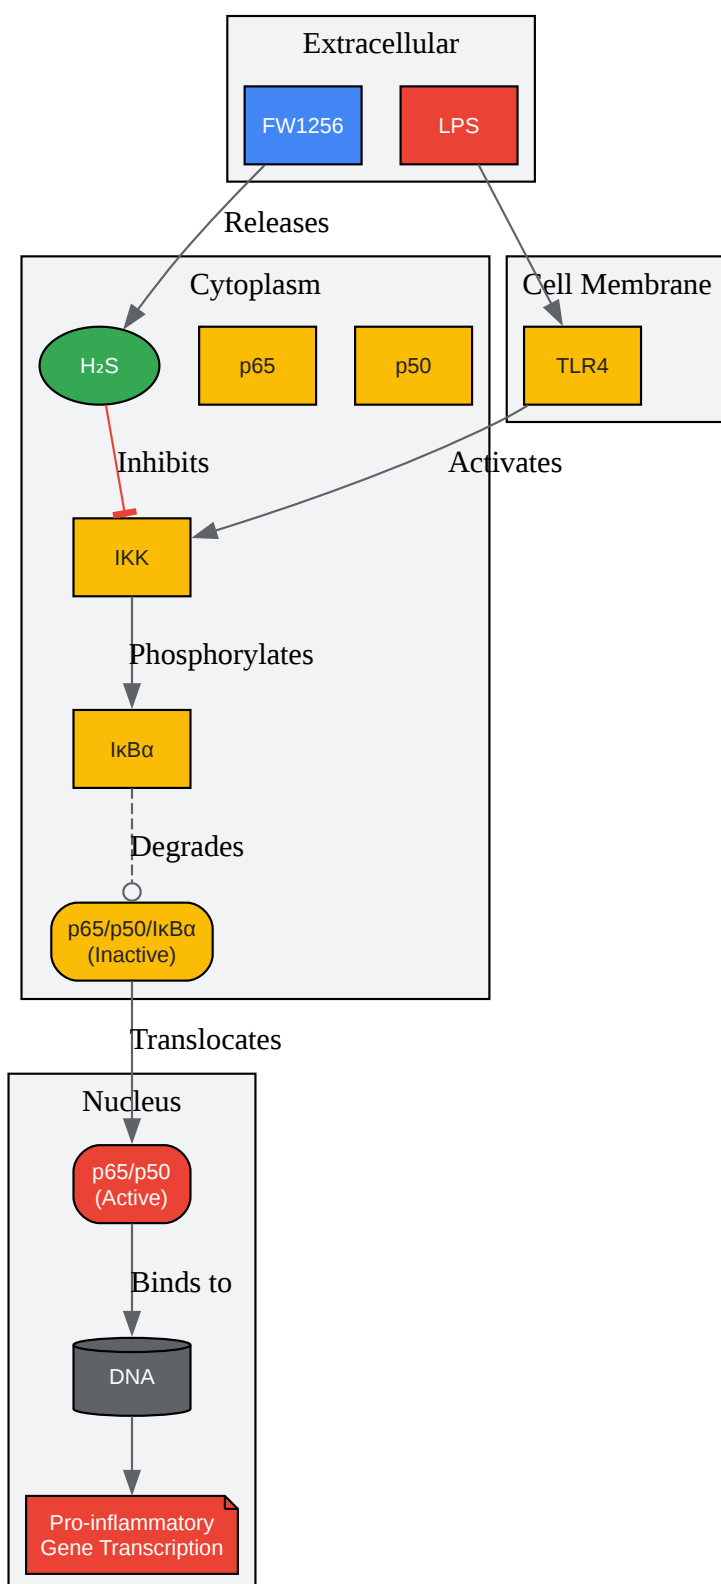 Extracellular
FW1256
LPS
Releases
Cytoplasm
Cell Membrane
H₂S
p65
p50
TLR4
Inhibits
Activates
IKK
Phosphorylates
IκBα
Degrades
p65/p50/IκBα
(Inactive)
Translocates
Nucleus
p65/p50
(Active)
Binds to
DNA
Pro-inflammatory
Gene Transcription